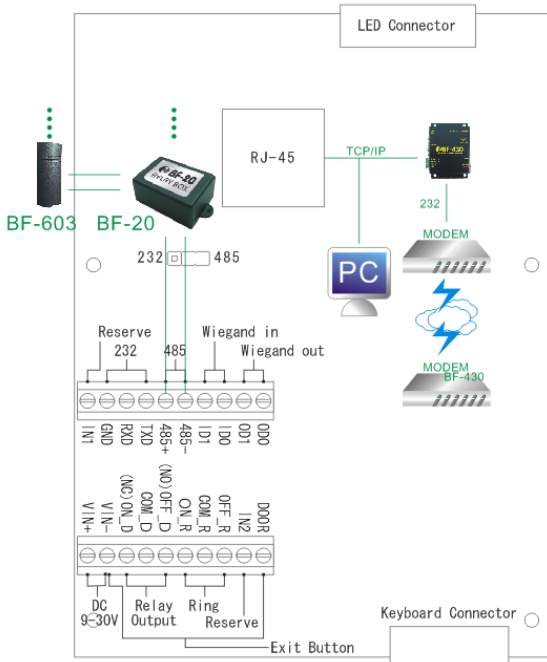 LED Connector
RJ-45
TCP/IP
BF-430
232
BF-603
BF-20
BF-20
RELAY BOX
MODEM
232
485
PC
Reserve
232
485
Wiegand in
Wiegand out
MODEM
BF-430
IN1
GND
RXD
TXD
485+
485-
ID1
ID0
OD1
OD0
VIN+
VIN-
(NC)ON_D
COM_D
(NO)OFF_D
ON_R
COM_R
OFF_R
IN2
DOOR
DC
9-30V
Relay
Output
Ring
Reserve
Exit Button
Keyboard Connector